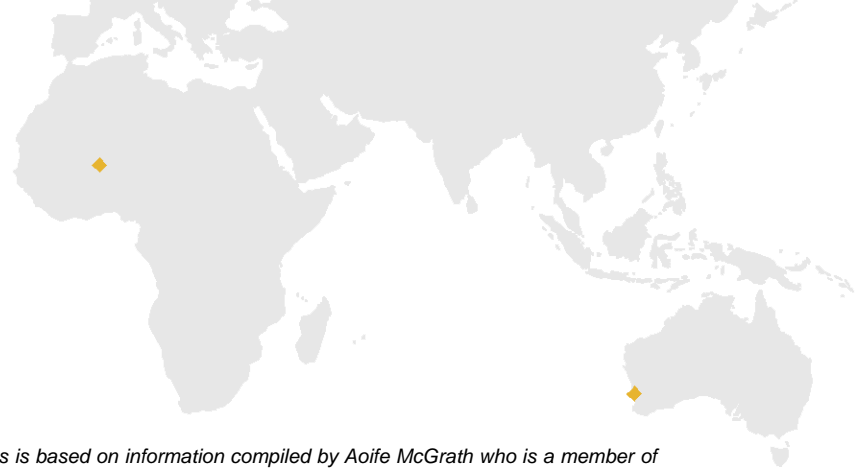 s is based on information compiled by Aoife McGrath who is a member of